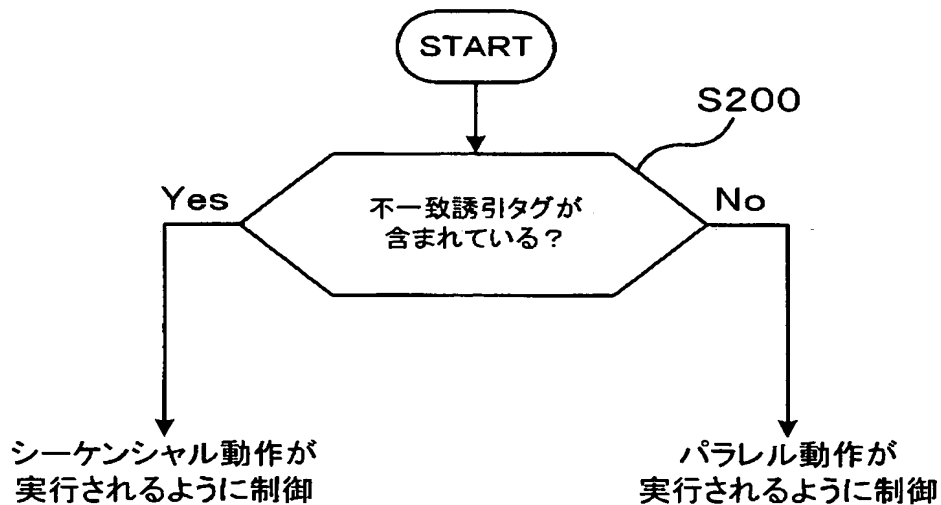 START
S200
Yes
不一致誘引タグが
含まれている？
No
シーケンシャル動作が
実行されるように制御
パラレル動作が
実行されるように制御